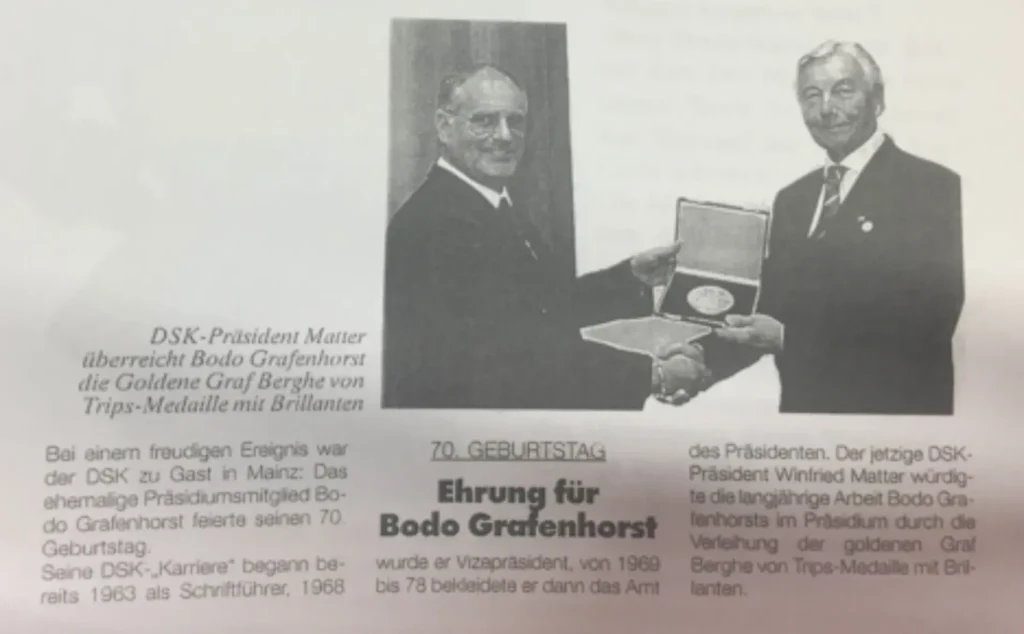 DSK-Präsident Matter
überreicht Bodo Grafenhorst
die Goldene Graf Berghe von
Trips-Medaille mit Brillanten
70. GEBURTSTAG
Ehrung für
Bodo Grafenhorst
Bei einem freudigen Ereignis war
der DSK zu Gast in Mainz: Das
ehemalige Präsidiumsmitglied Bo-
do Grafenhorst feierte seinen 70.
Geburtstag.
Seine DSK-„Karriere" begann be-
reits 1963 als Schriftführer, 1968
wurde er Vizepräsident, von 1969
bis 78 bekleidete er dann das Amt
des Präsidenten. Der jetzige DSK-
Präsident Winfried Matter würdig-
te die langjährige Arbeit Bodo Gra-
fenhorsts im Präsidium durch die
Verleihung der goldenen Graf
Berghe von Trips-Medaille mit Bril-
lanten.